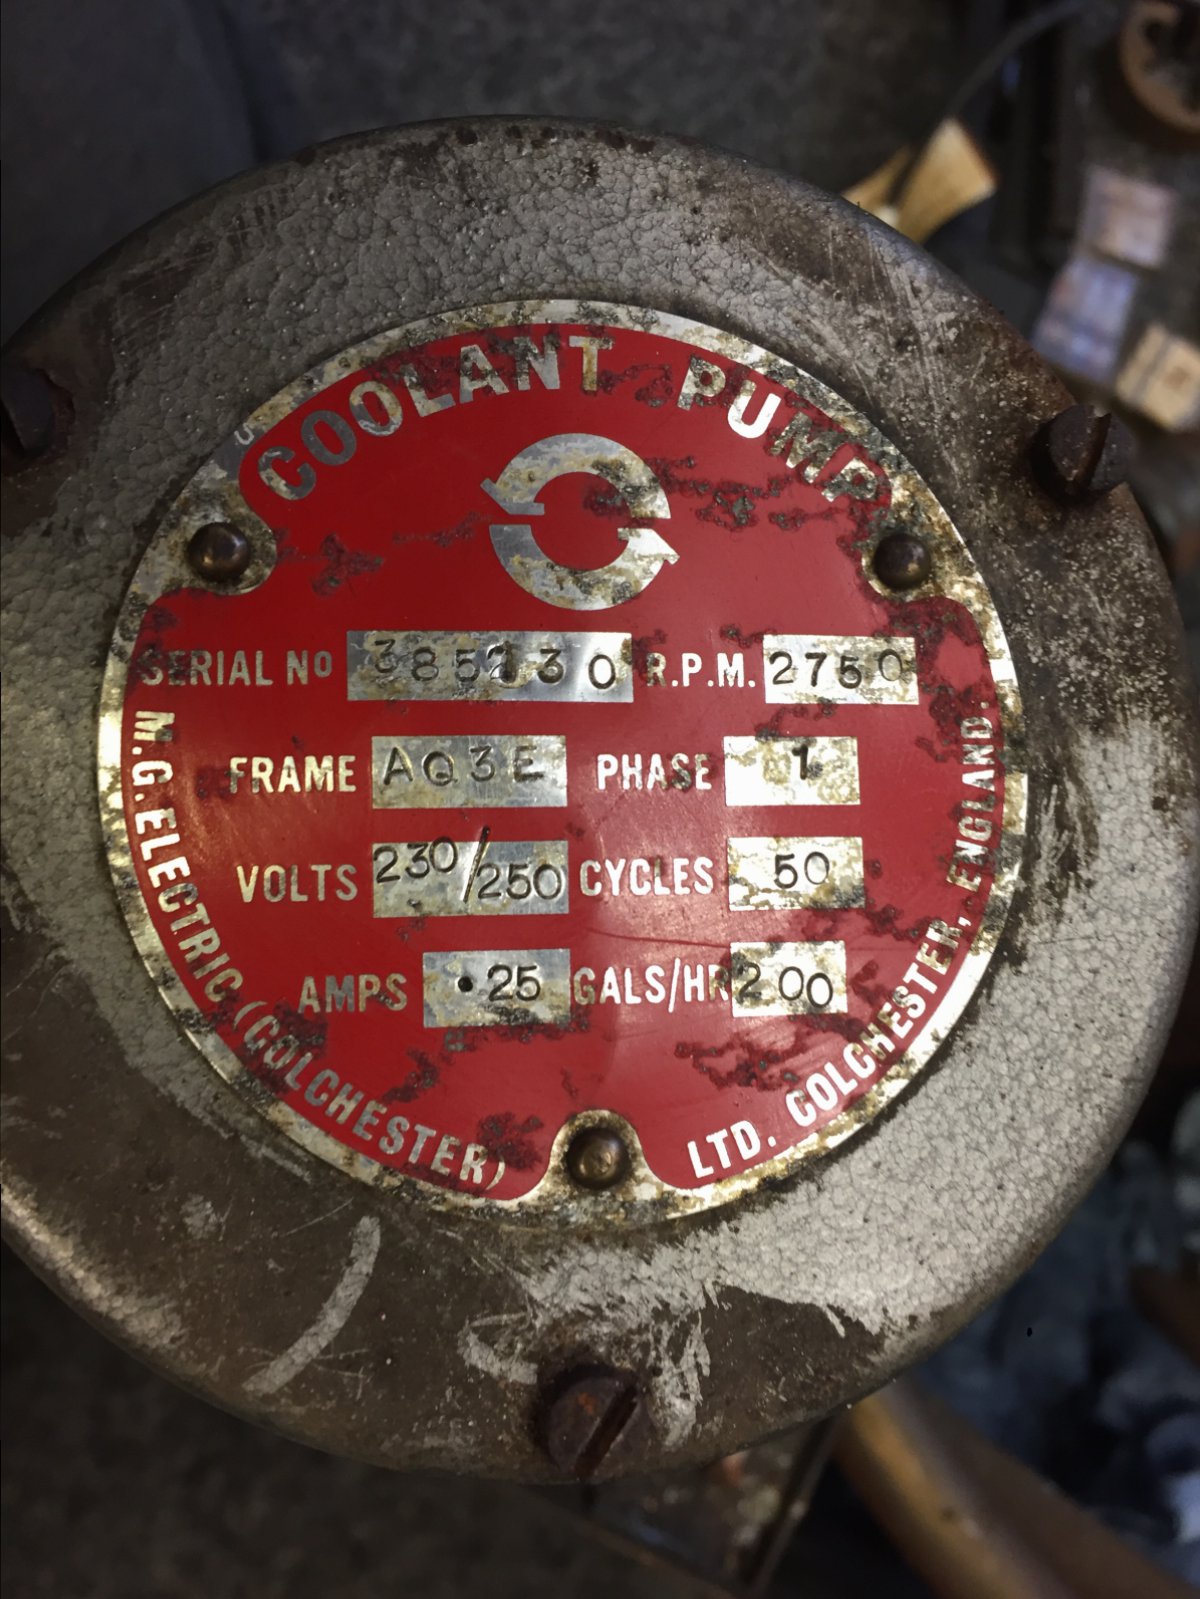 COOLANT PUMP
SERIAL NO 385130 R.P.M. 2750
FRAME AQ3E PHASE 1
VOLTS 230/250 CYCLES 50
AMPS .25 GALS/HR 200
M.G. ELECTRIC (COLCHESTER) LTD. COLCHESTER, ENGLAND.